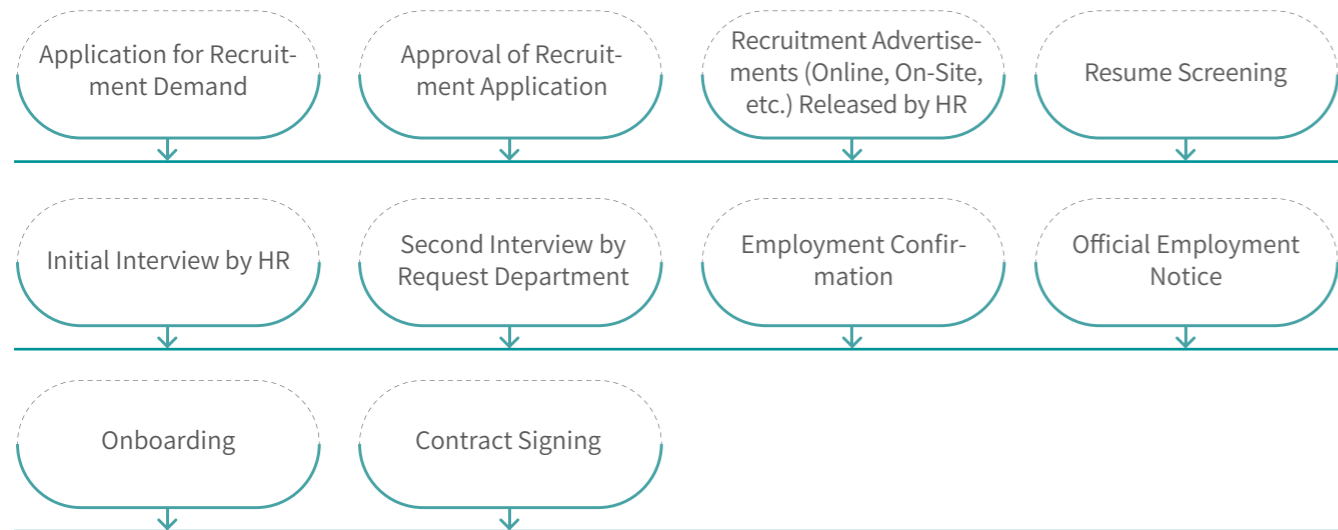 Application for Recruit-
ment Demand
Approval of Recruit-
ment Application
Recruitment Advertise-
ments (Online, On-Site,
etc.) Released by HR
Resume Screening
Initial Interview by HR
Second Interview by
Request Department
Employment Confir-
mation
Official Employment
Notice
Onboarding
Contract Signing